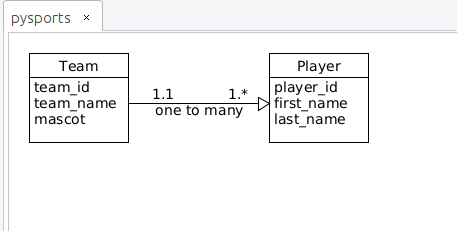 pysports ×
Team
team_id
team_name
mascot
1.1 1.*
one to many
Player
player_id
first_name
last_name